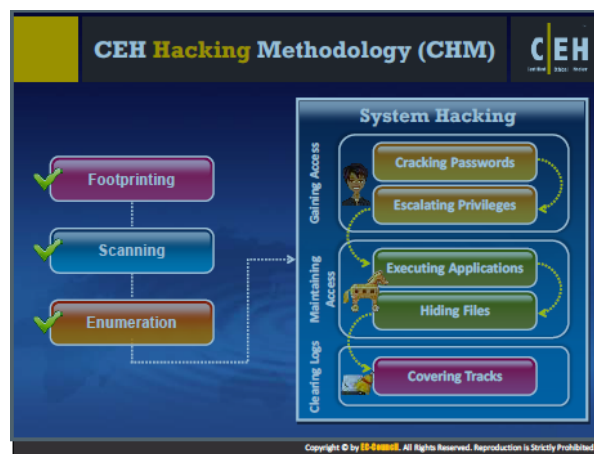 CEH Hacking Methodology (CHM)
CEH
System Hacking
Footprinting
Scanning
Enumeration
Gaining Access
Cracking Passwords
Escalating Privileges
Maintaining
Access
Executing Applications
Hiding Files
Clearing Logs
Covering Tracks
Copyright © by EC-Council. All Rights Reserved. Reproduction is Strictly Prohibited